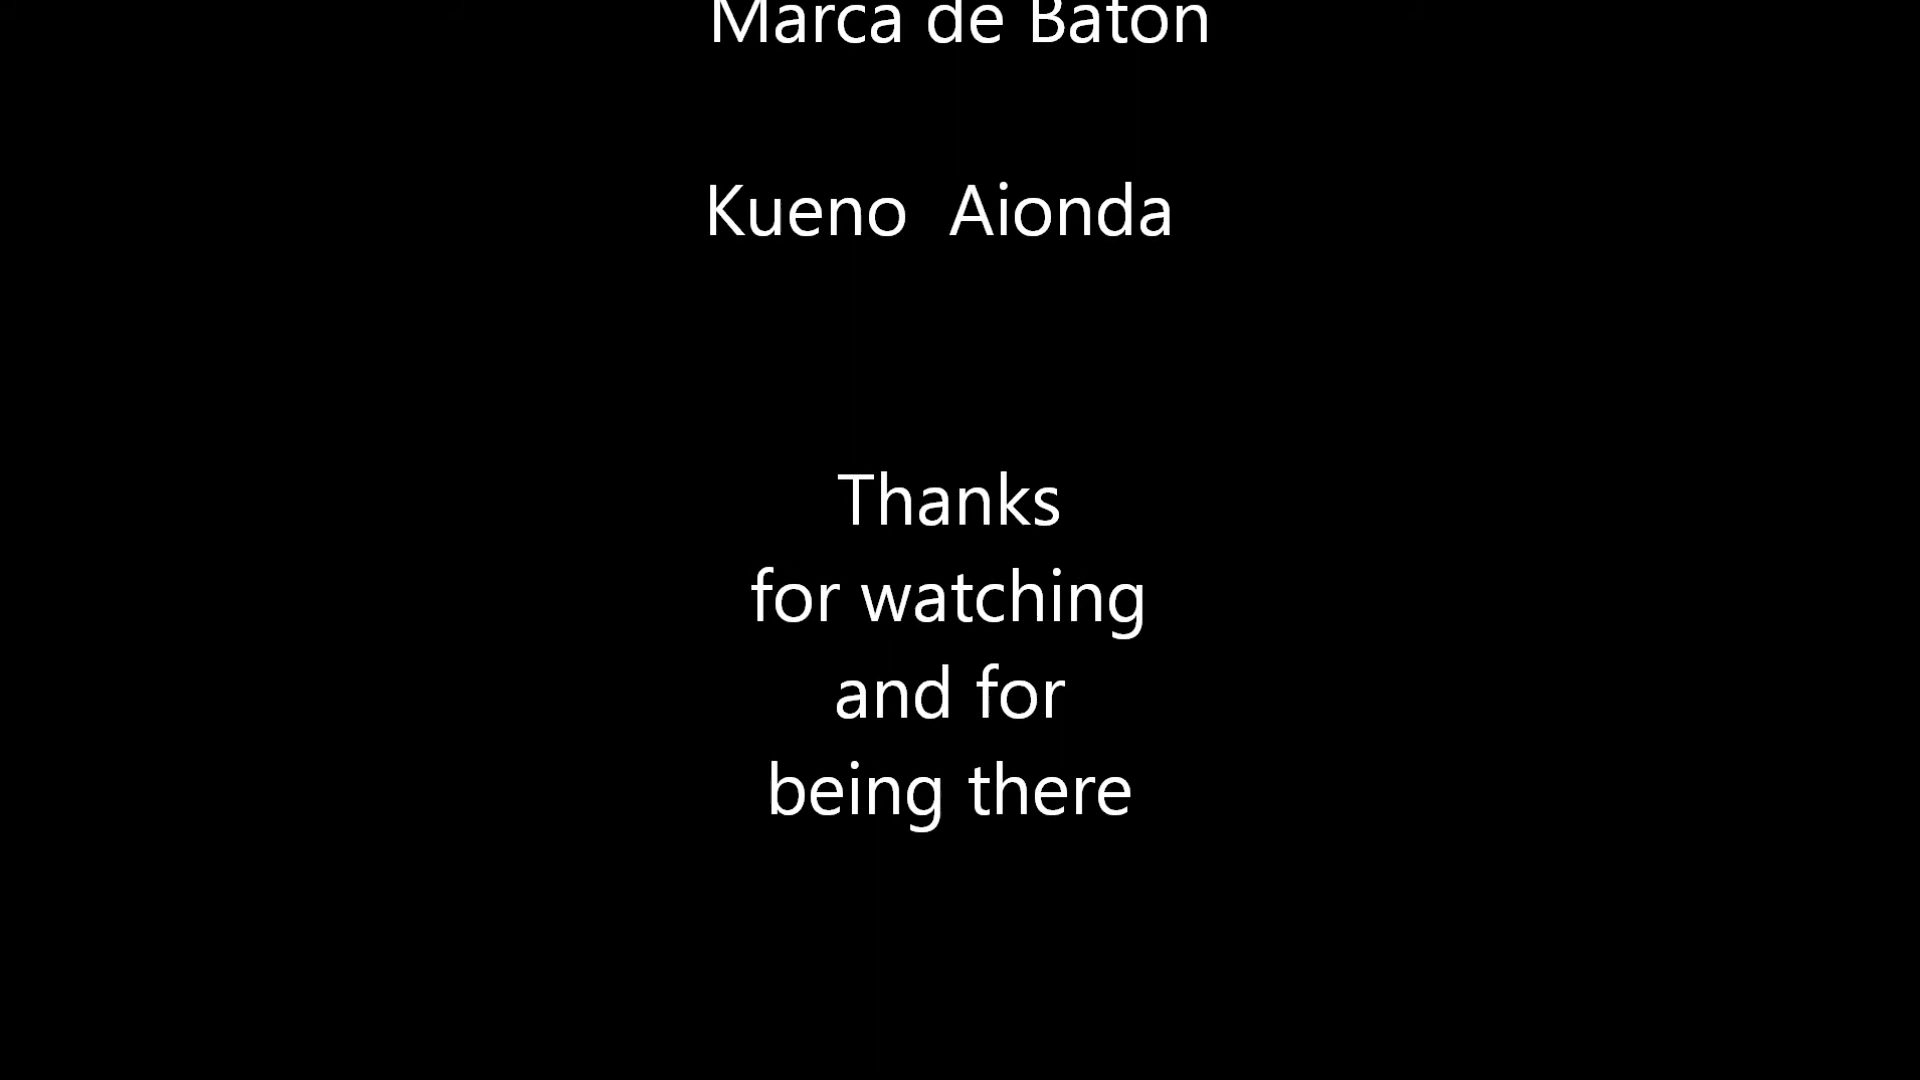 Marca de Baton
Kueno Aionda
Thanks
for watching
and for
being there